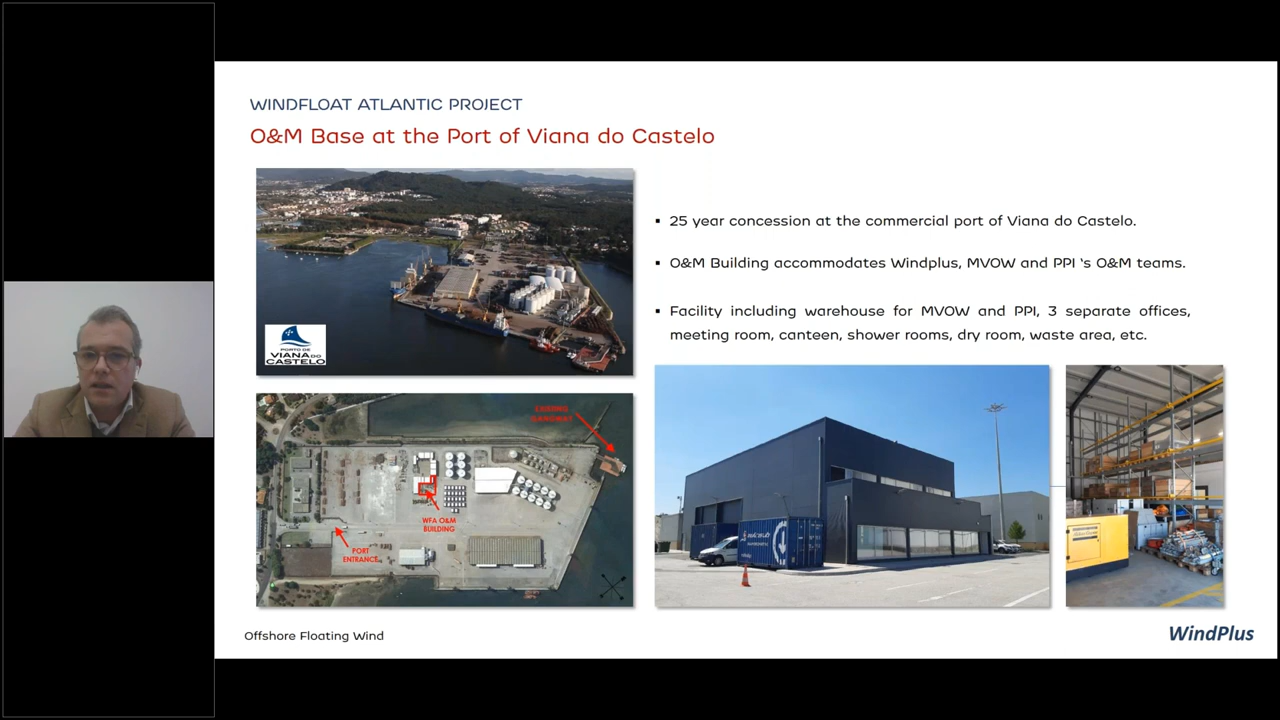 WINDFLOAT ATLANTIC PROJECT
O&M Base at the Port of Viana do Castelo
25 year concession at the commercial port of Viana do Castelo.
O&M Building accommodates Windplus, MVOW and PPI 's O&M teams.
Facility including warehouse for MVOW and PPI, 3 separate offices,
meeting room, canteen, shower rooms, dry room, waste area, etc.
PORTO DE
VIANA DO
CASTELO
WFA O&M
BUILDING
PORT
ENTRANCE
Offshore Floating Wind
WindPlus